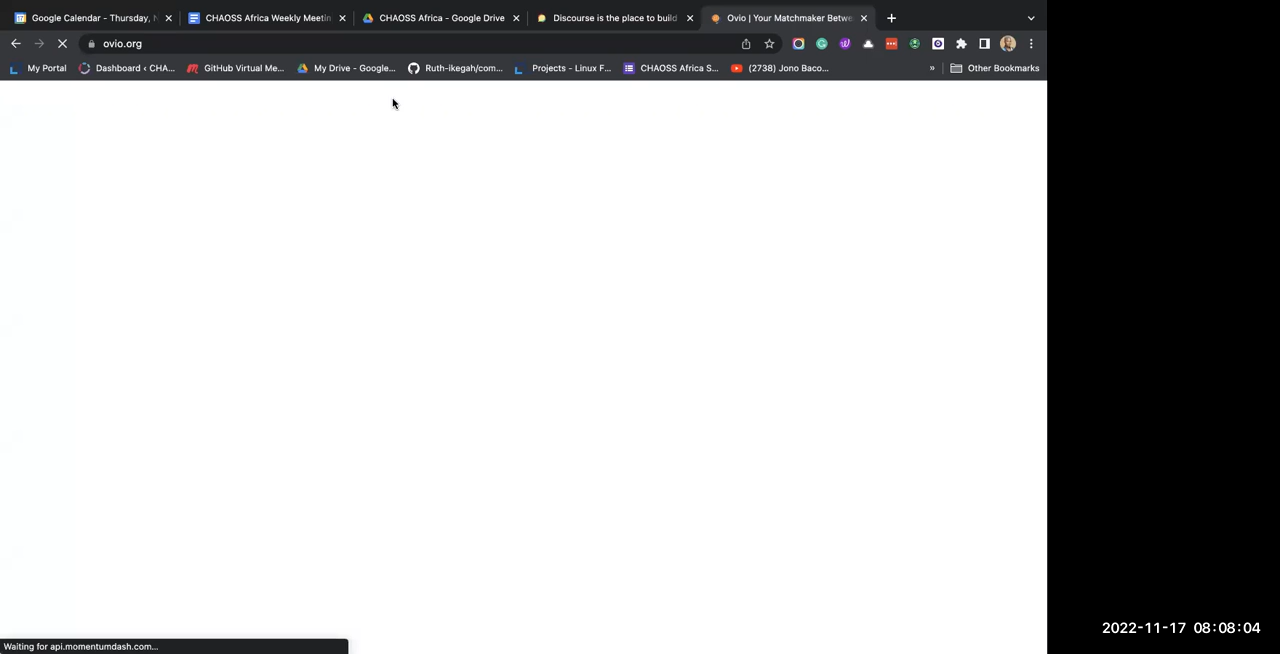 Google Calendar - Thursday, N
CHAOSS Africa Weekly Meetin
CHAOSS Africa - Google Drive
Discourse is the place to build
Ovio | Your Matchmaker Betwe
ovio.org
My Portal
Dashboard ‹ CHA...
GitHub Virtual Me...
My Drive - Google...
Ruth-ikegah/com...
Projects - Linux F...
CHAOSS Africa S...
(2738) Jono Baco...
»
Other Bookmarks
Waiting for api.momentumdash.com...
2022-11-17 08:08:04